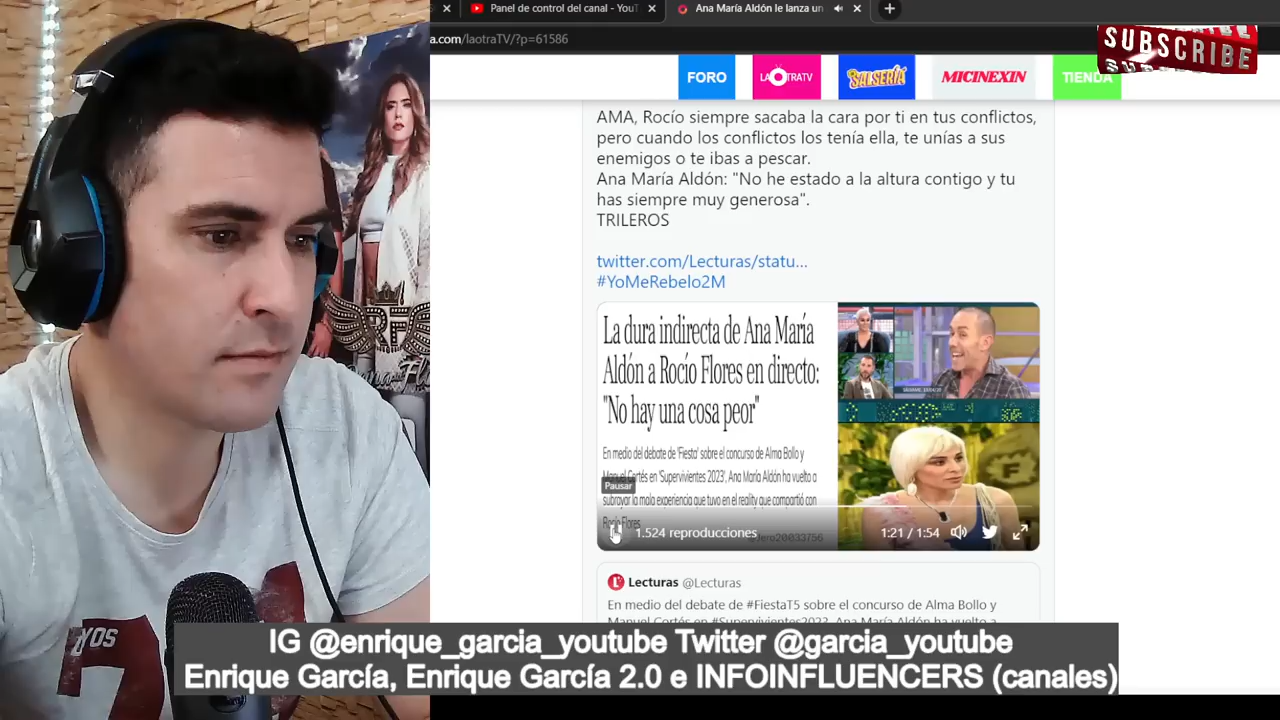 Panel de control del canal - YouT
Ana María Aldón le lanza un
a.com/laotraTV/?p=61586
SUBSCRIBE
FORO
LA OTRA TV
SALSERÍA
MICINEXIN
TIENDA
AMA, Rocío siempre sacaba la cara por ti en tus conflictos,
pero cuando los conflictos los tenía ella, te unías a sus
enemigos o te ibas a pescar.
Ana María Aldón: "No he estado a la altura contigo y tu
has siempre muy generosa".
TRILEROS
twitter.com/Lecturas/statu...
#YoMeRebelo2M
La dura indirecta de Ana María
Aldón a Rocío Flores en directo:
"No hay una cosa peor"
En medio del debate de 'Fiesta' sobre el concurso de Alma Bollo y
Manuel Cortés en 'Supervivientes 2023', Ana María Aldón ha vuelto a
subrayar la mala experiencia que tuvo en el reality que compartió con
Rocío Flores
Pausar
1.524 reproducciones
1:21 / 1:54
Lecturas @Lecturas
En medio del debate de #FiestaT5 sobre el concurso de Alma Bollo y
Manuel Cortés en #Supervivientes2023, Ana María Aldón ha vuelto a
RFS
YOS
IG @enrique_garcia_youtube Twitter @garcia_youtube
Enrique García, Enrique García 2.0 e INFOINFLUENCERS (canales)